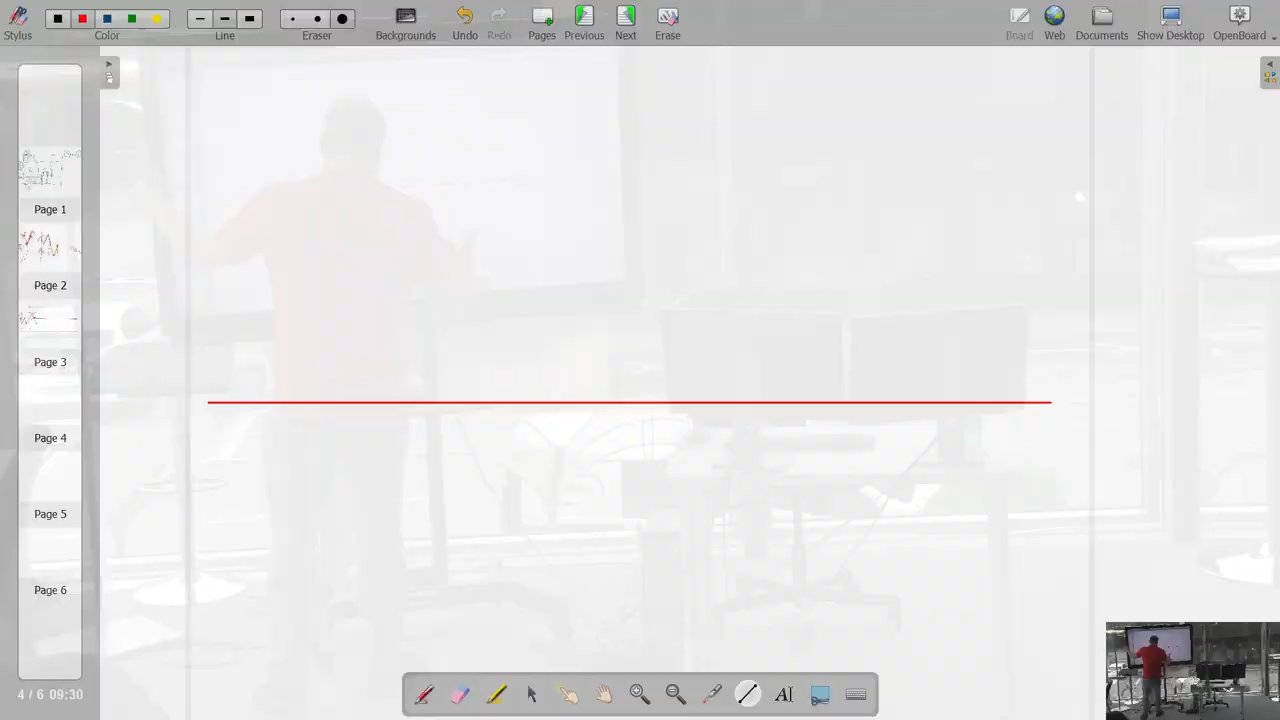 Stylus
Color
Line
Eraser
Backgrounds
Undo
Redo
Pages
Previous
Next
Erase
Board
Web
Documents
Show Desktop
OpenBoard
Page 1
Page 2
Page 3
Page 4
Page 5
Page 6
4 / 6 09:30
AI